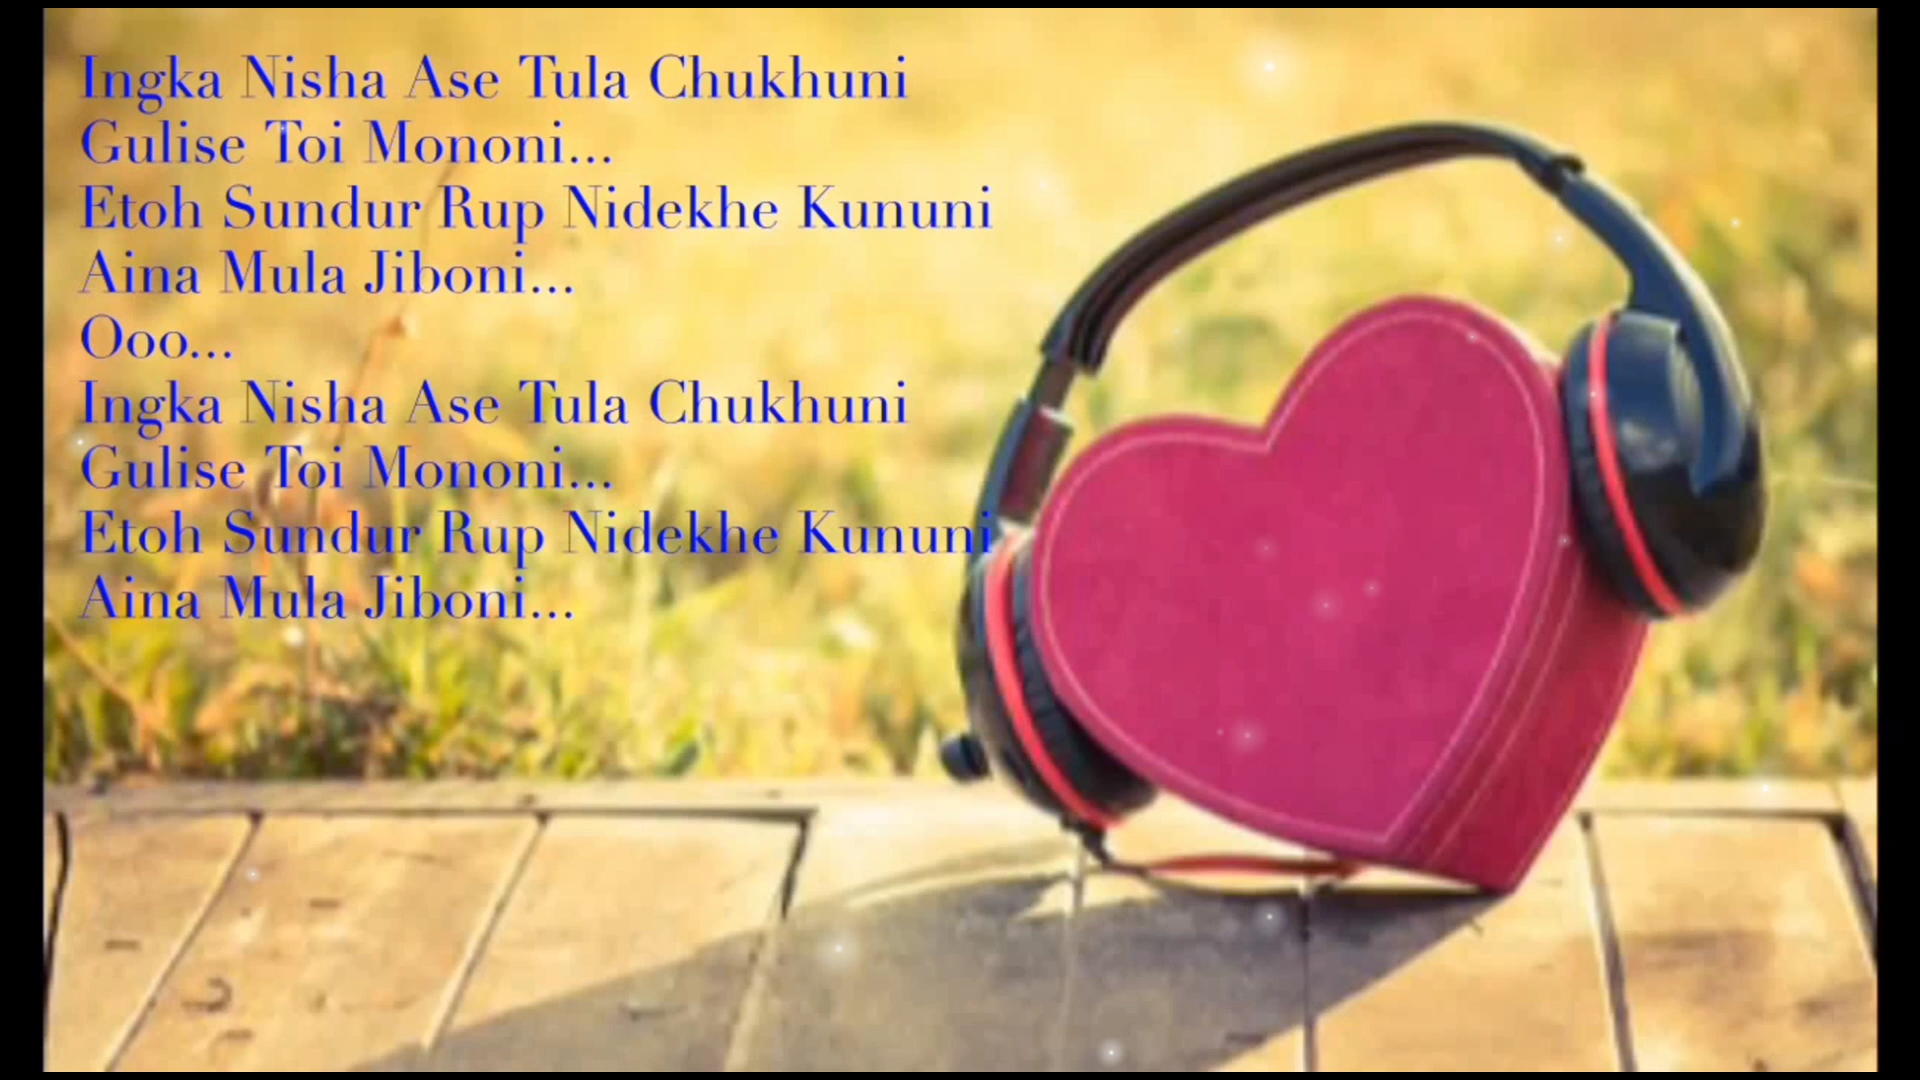 Ingka Nisha Ase Tula Chukhuni
Gulise Toi Mononi...
Etoh Sundur Rup Nidekhe Kununi
Aina Mula Jiboni...
Ooo...
Ingka Nisha Ase Tula Chukhuni
Gulise Toi Mononi...
Etoh Sundur Rup Nidekhe Kununi
Aina Mula Jiboni...